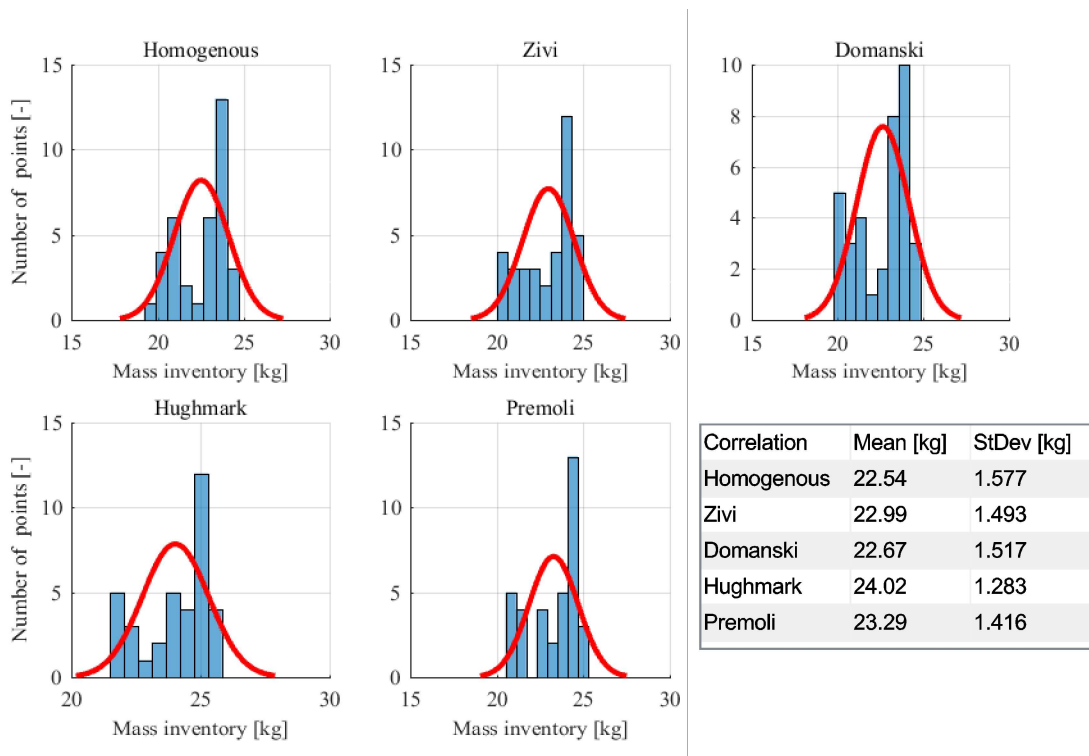 Homogenous
15
10
5
0
Number of points [-]
15 20 25 30
Mass inventory [kg]
Zivi
15
10
5
0
15 20 25 30
Mass inventory [kg]
Domanski
10
8
6
4
2
0
15 20 25 30
Mass inventory [kg]
Hughmark
15
10
5
0
Number of points [-]
20 25 30
Mass inventory [kg]
Premoli
15
10
5
0
15 20 25 30
Mass inventory [kg]
Correlation Mean [kg] StDev [kg]
Homogenous 22.54 1.577
Zivi 22.99 1.493
Domanski 22.67 1.517
Hughmark 24.02 1.283
Premoli 23.29 1.416